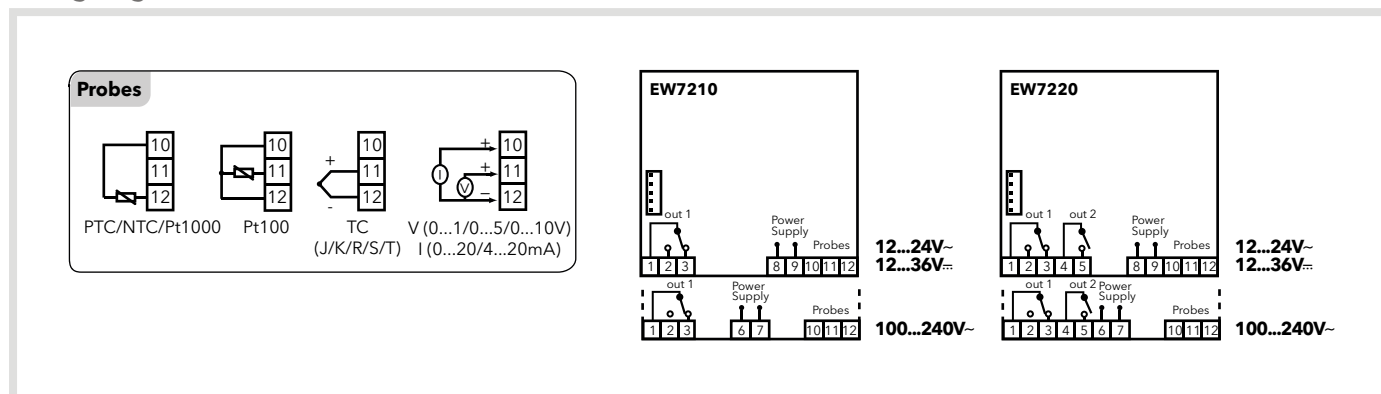 Probes
10
11
12
PTC/NTC/Pt1000
10
11
12
Pt100
+
-
10
11
12
TC
(J/K/R/S/T)
I
V
+
+
–
10
11
12
V (0...1/0...5/0...10V)
I (0...20/4...20mA)
EW7210
out 1
Power
Supply
Probes
1 2 3 8 9 10 11 12
12...24V~
12...36V⎓
out 1
Power
Supply
Probes
1 2 3 6 7 10 11 12
100...240V~
EW7220
out 1 out 2
Power
Supply
Probes
1 2 3 4 5 8 9 10 11 12
12...24V~
12...36V⎓
out 1 out 2 Power
Supply
Probes
1 2 3 4 5 6 7 10 11 12
100...240V~